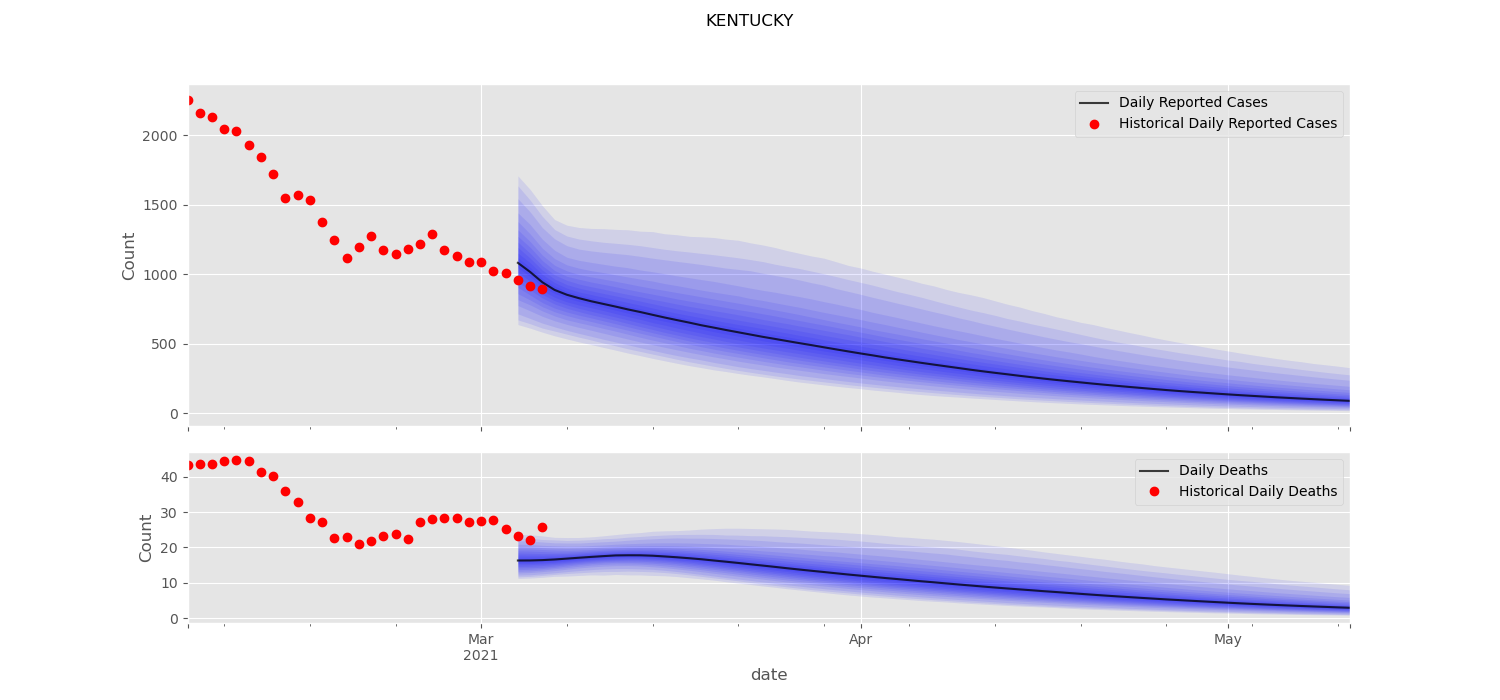 KENTUCKY
Daily Reported Cases
Historical Daily Reported Cases
2000
1500
1000
500
0
Count
Daily Deaths
Historical Daily Deaths
40
30
20
10
0
Count
Mar
2021
Apr
May
date